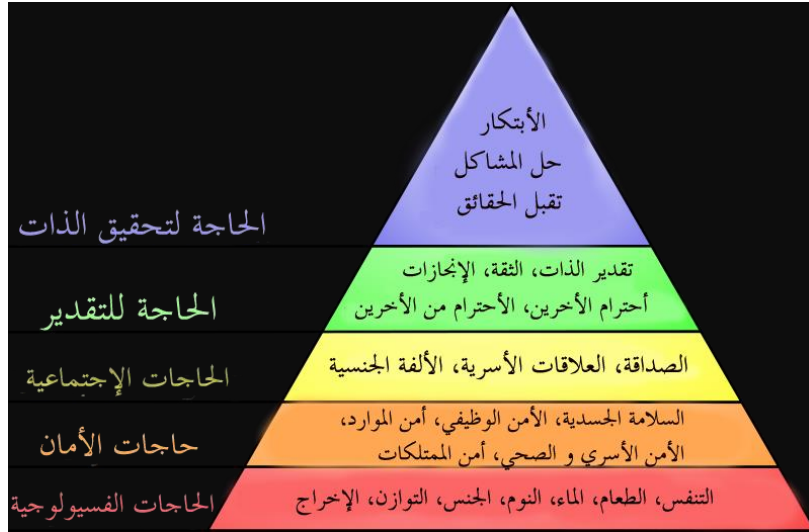 الأبتكار
حل المشاكل
تقبل الحقائق
الحاجة لتحقيق الذات
تقدير الذات، الثقة، الإنجازات
أحترام الأخرين، الأحترام من الأخرين
الحاجة للتقدير
الصداقة، العلاقات الأسرية، الألفة الجنسية
الحاجات الإجتماعية
السلامة الجسدية، الأمن الوظيفي، أمن الموارد،
الأمن الأسري و الصحي، أمن الممتلكات
حاجات الأمان
التنفس، الطعام، الماء، النوم، الجنس، التوازن، الإخراج
الحاجات الفسيولوجية